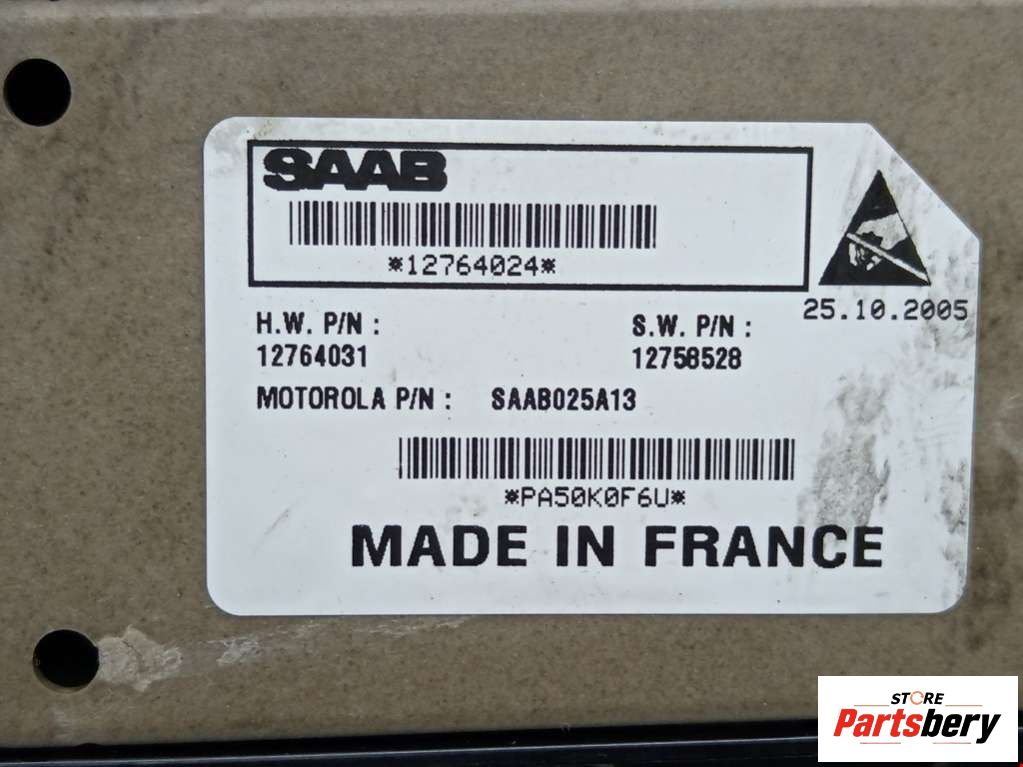 SAAB
*12764024*
25.10.2005
H.W. P/N : S.W. P/N :
12764031 12758528
MOTOROLA P/N : SAAB025A13
*PA50K0F6U*
MADE IN FRANCE
STORE
Partsbery